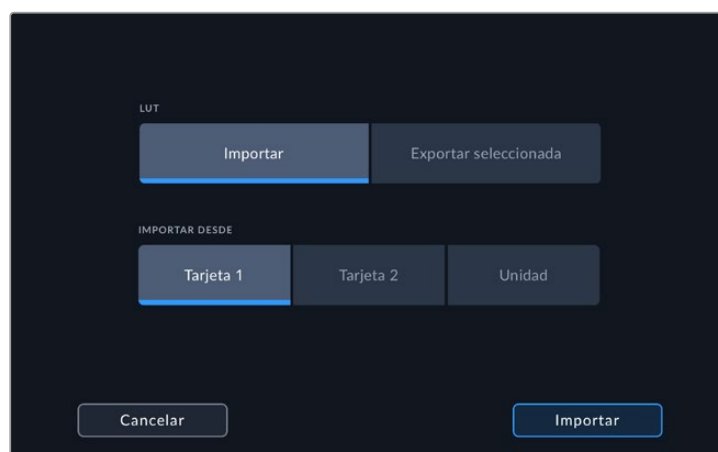 LUT
Importar Exportar seleccionada
IMPORTAR DESDE
Tarjeta 1 Tarjeta 2 Unidad
Cancelar Importar